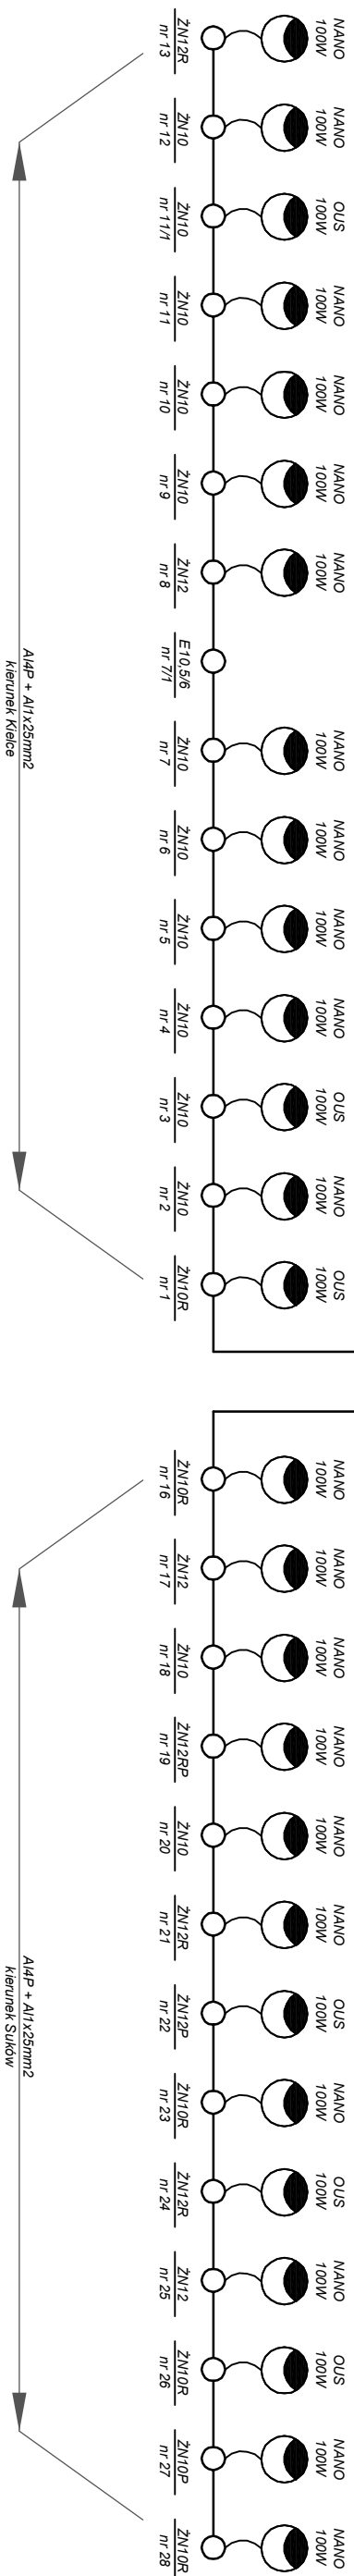 NANO
100W
ŻN12R
nr 13
NANO
100W
ŻN10
nr 12
OUS
100W
ŻN10
nr 11/1
NANO
100W
ŻN10
nr 11
NANO
100W
ŻN10
nr 10
NANO
100W
ŻN10
nr 9
NANO
100W
ŻN12
nr 8
E10,5/6
nr 7/1
NANO
100W
ŻN10
nr 7
NANO
100W
ŻN10
nr 6
NANO
100W
ŻN10
nr 5
NANO
100W
ŻN10
nr 4
OUS
100W
ŻN10
nr 3
NANO
100W
ŻN10
nr 2
OUS
100W
ŻN10R
nr 1
Al4P + Al1x25mm2
kierunek Kielce
NANO
100W
ŻN10R
nr 16
NANO
100W
ŻN12
nr 17
NANO
100W
ŻN10
nr 18
NANO
100W
ŻN12RP
nr 19
NANO
100W
ŻN10
nr 20
NANO
100W
ŻN12R
nr 21
OUS
100W
ŻN12P
nr 22
NANO
100W
ŻN10R
nr 23
OUS
100W
ŻN12R
nr 24
NANO
100W
ŻN12
nr 25
OUS
100W
ŻN10R
nr 26
NANO
100W
ŻN10P
nr 27
NANO
100W
ŻN10R
nr 28
Al4P + Al1x25mm2
kierunek Suków